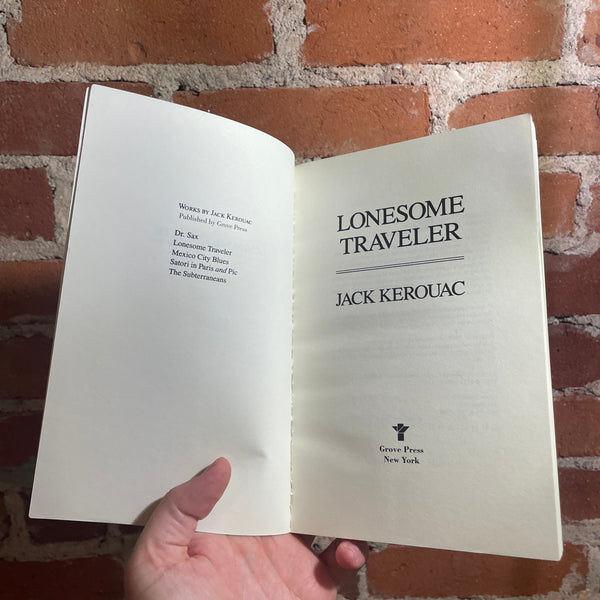 WORKS BY JACK KEROUAC
Published by Grove Press
Dr. Sax
Lonesome Traveler
Mexico City Blues
Satori in Paris and Pic
The Subterraneans
LONESOME
TRAVELER
JACK KEROUAC
Grove Press
New York